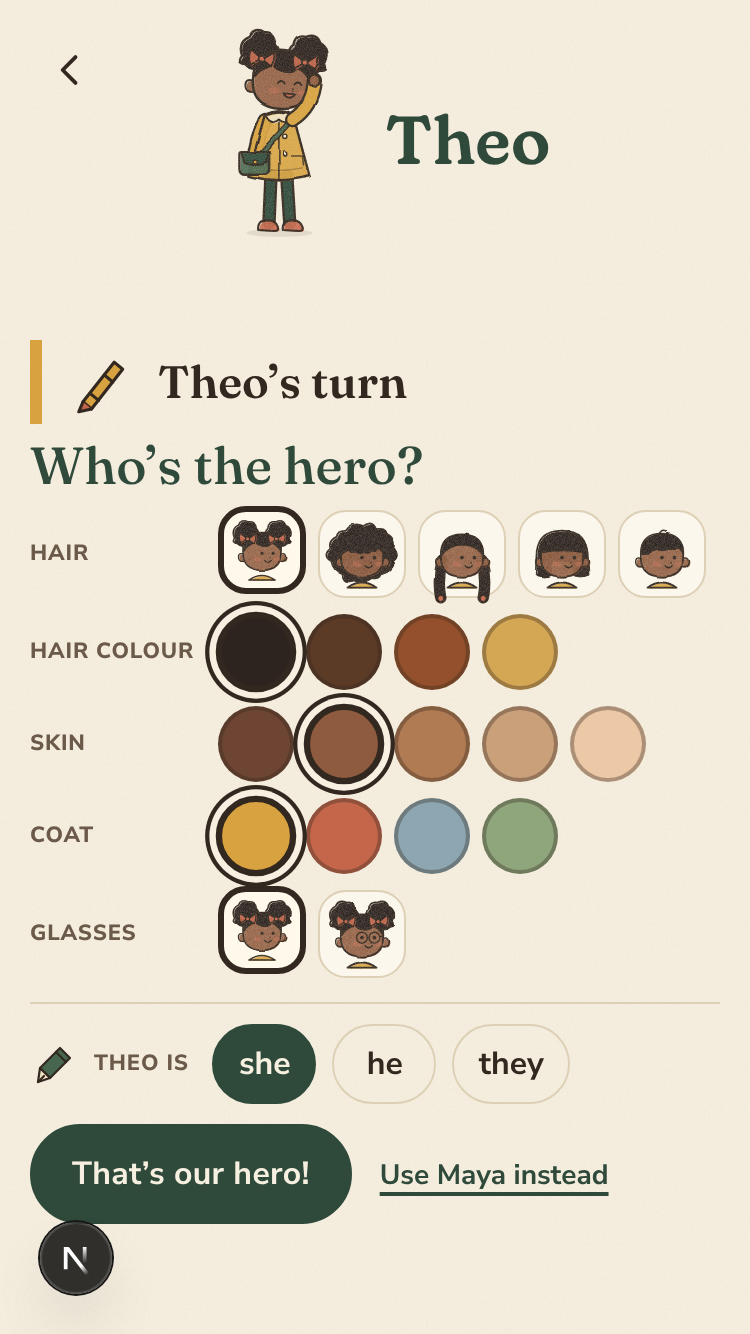 Theo
Theo’s turn
Who’s the hero?
HAIR
HAIR COLOUR
SKIN
COAT
GLASSES
THEO IS
she
he
they
That’s our hero!
Use Maya instead
N